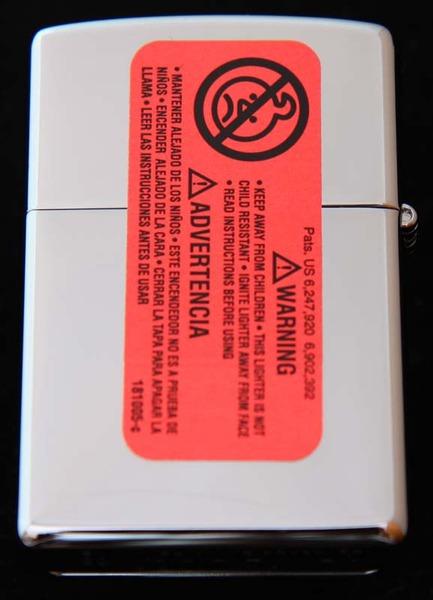 Pats. US 6,247,920 6,902,392
⚠WARNING
• KEEP AWAY FROM CHILDREN • THIS LIGHTER IS NOT
CHILD RESISTANT • IGNITE LIGHTER AWAY FROM FACE
• READ INSTRUCTIONS BEFORE USING
⚠ADVERTENCIA
• MANTENER ALEJADO DE LOS NIÑOS • ESTE ENCENDEDOR NO ES A PRUEBA DE
NIÑOS • ENCENDER ALEJADO DE LA CARA • CERRAR LA TAPA PARA APAGAR LA
LLAMA • LEER LAS INSTRUCCIONES ANTES DE USAR
181005-c